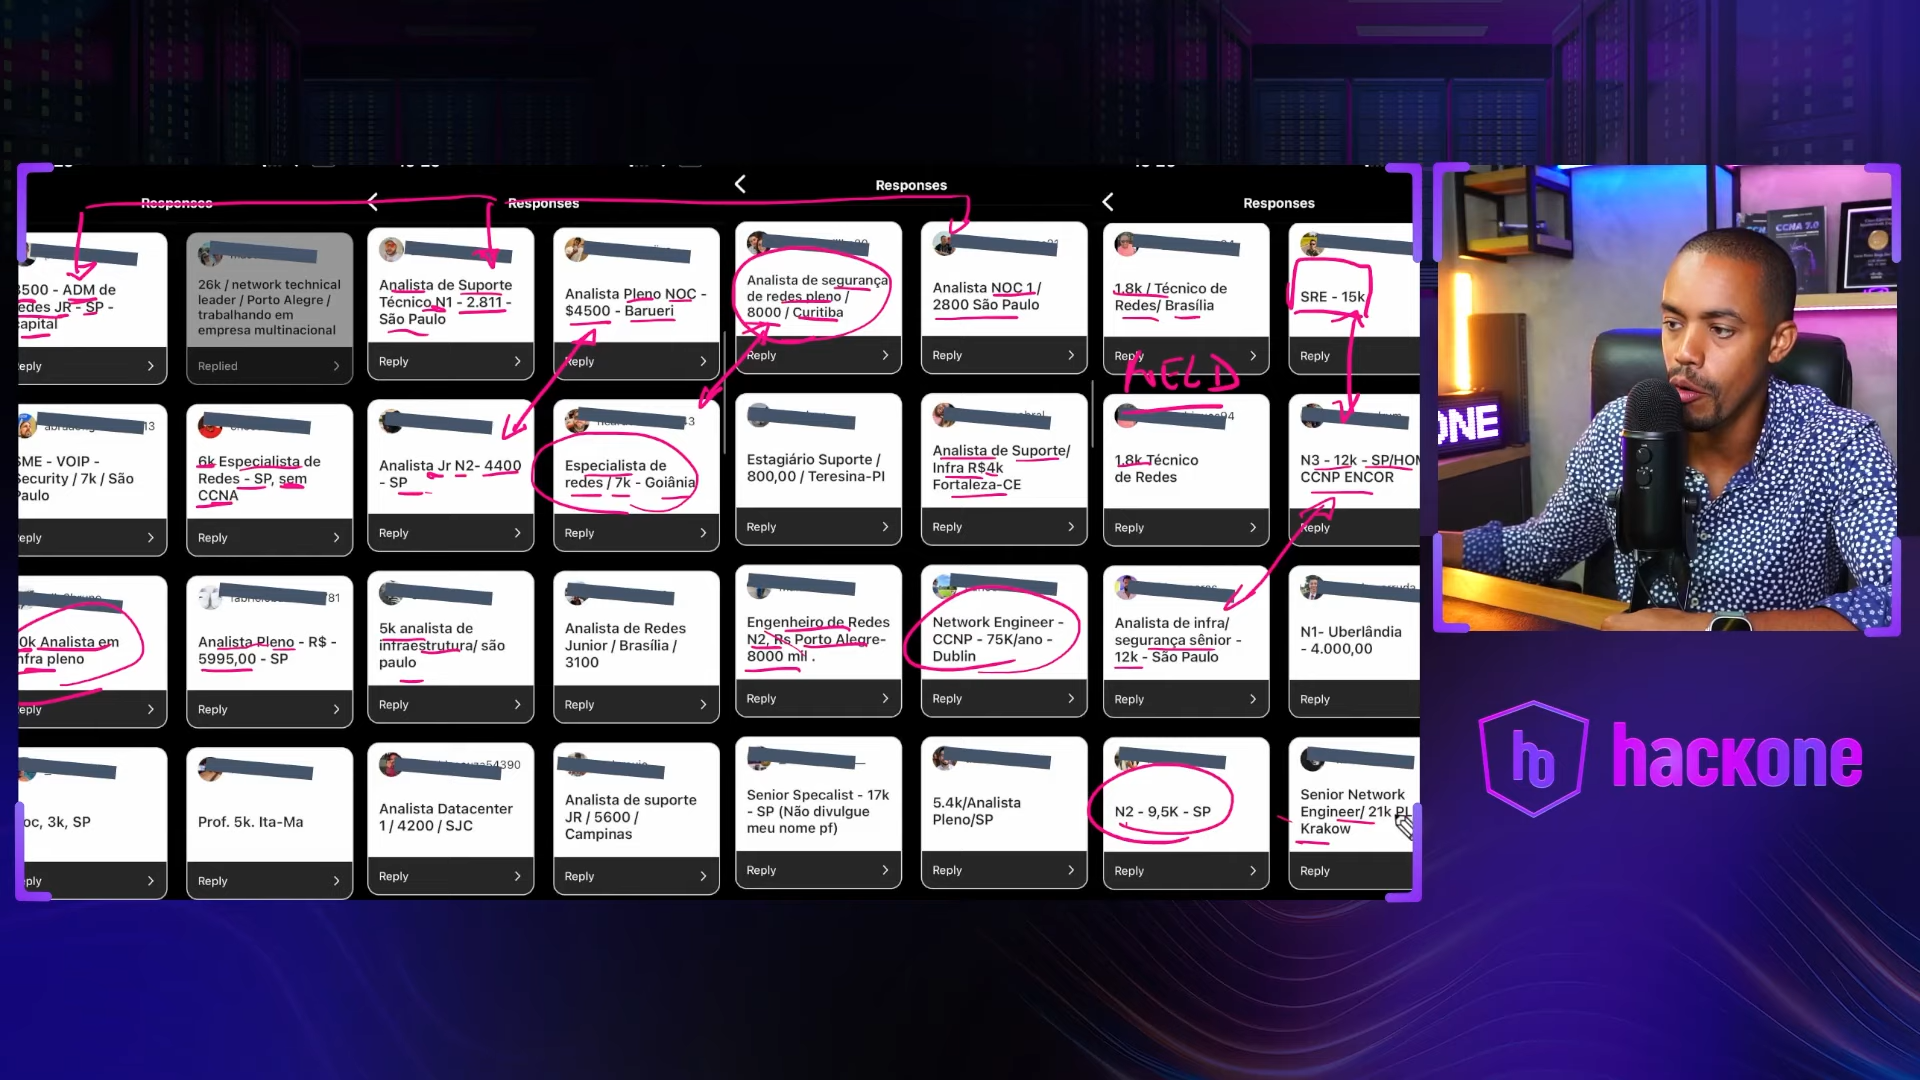 Responses
Responses
Responses
Responses
3500 - ADM de
edes JR - SP -
capital
Reply
26k / network technical
leader / Porto Alegre /
trabalhando em
empresa multinacional
Replied
Analista de Suporte
Técnico N1 - 2.811 -
São Paulo
Reply
Analista Pleno NOC -
$4500 - Barueri
Reply
Analista de segurança
de redes pleno /
8000 / Curitiba
Reply
Analista NOC 1 /
2800 São Paulo
Reply
1.8k / Técnico de
Redes/ Brasília
Reply
SRE - 15k
Reply
SME - VOIP -
Security / 7k / São
Paulo
eply
6k Especialista de
Redes - SP, sem
CCNA
Reply
Analista Jr N2- 4400
- SP
Reply
Especialista de
redes / 7k - Goiânia
Reply
Estagiário Suporte /
800,00 / Teresina-PI
Reply
Analista de Suporte/
Infra R$4k
Fortaleza-CE
Reply
1.8k Técnico
de Redes
Reply
N3 - 12k - SP/HOM
CCNP ENCOR
Reply
0k Analista em
nfra pleno
eply
Analista Pleno - R$ -
5995,00 - SP
Reply
5k analista de
infraestrutura/ são
paulo
Reply
Analista de Redes
Junior / Brasília /
3100
Reply
Engenheiro de Redes
N2, Rs Porto Alegre-
8000 mil .
Reply
Network Engineer -
CCNP - 75K/ano -
Dublin
Reply
Analista de infra/
segurança sênior -
12k - São Paulo
Reply
N1- Uberlândia
- 4.000,00
Reply
oc, 3k, SP
eply
Prof. 5k. Ita-Ma
Reply
Analista Datacenter
1 / 4200 / SJC
Reply
Analista de suporte
JR / 5600 /
Campinas
Reply
Senior Specalist - 17k
- SP (Não divulgue
meu nome pf)
Reply
5.4k/Analista
Pleno/SP
Reply
N2 - 9,5K - SP
Reply
Senior Network
Engineer/ 21k PL
Krakow
Reply
CCNA 7.0
ONE
hackone